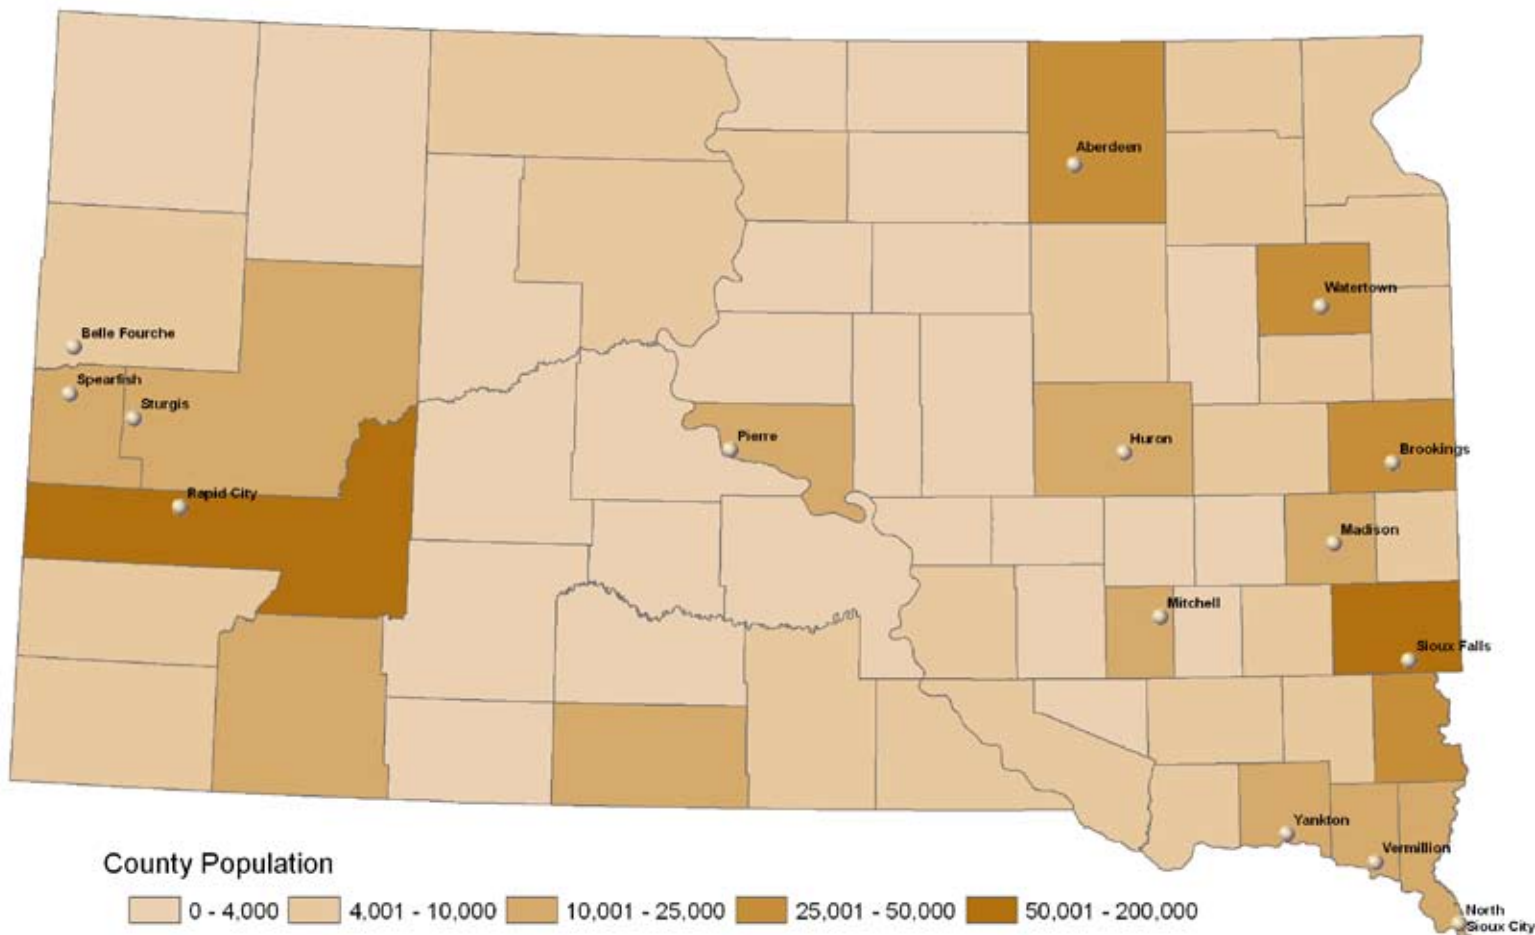 Aberdeen
Watertown
Belle Fourche
Spearfish
Sturgis
Pierre
Huron
Brookings
Rapid City
Madison
Mitchell
Sioux Falls
Yankton
Vermillion
North
Sioux City
County Population
0 - 4,000
4,001 - 10,000
10,001 - 25,000
25,001 - 50,000
50,001 - 200,000